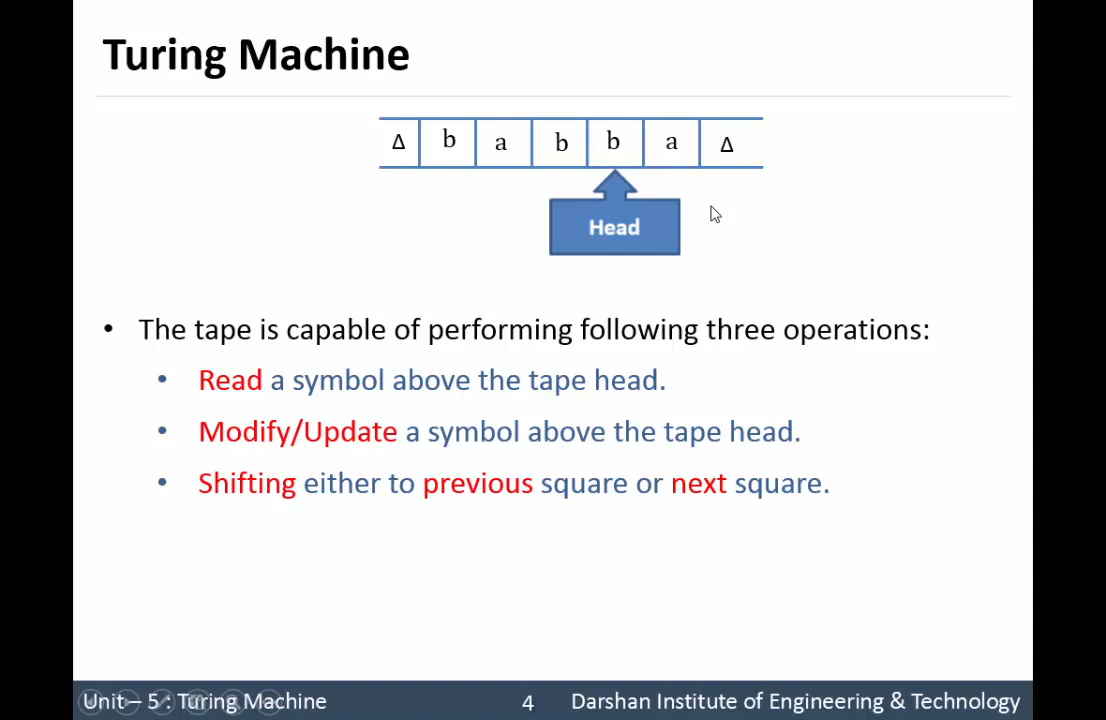 Turing Machine
Δ b a b b a Δ
Head
• The tape is capable of performing following three operations:
• Read a symbol above the tape head.
• Modify/Update a symbol above the tape head.
• Shifting either to previous square or next square.
Unit – 5 : Turing Machine 4 Darshan Institute of Engineering & Technology